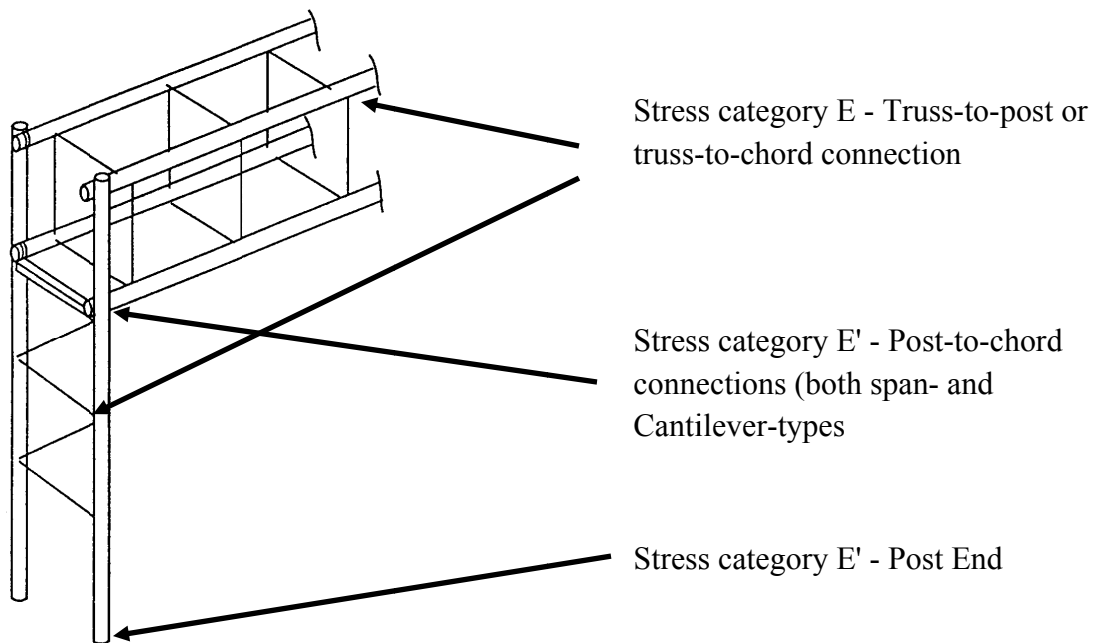 Stress category E - Truss-to-post or
truss-to-chord connection
Stress category E' - Post-to-chord
connections (both span- and
Cantilever-types
Stress category E' - Post End